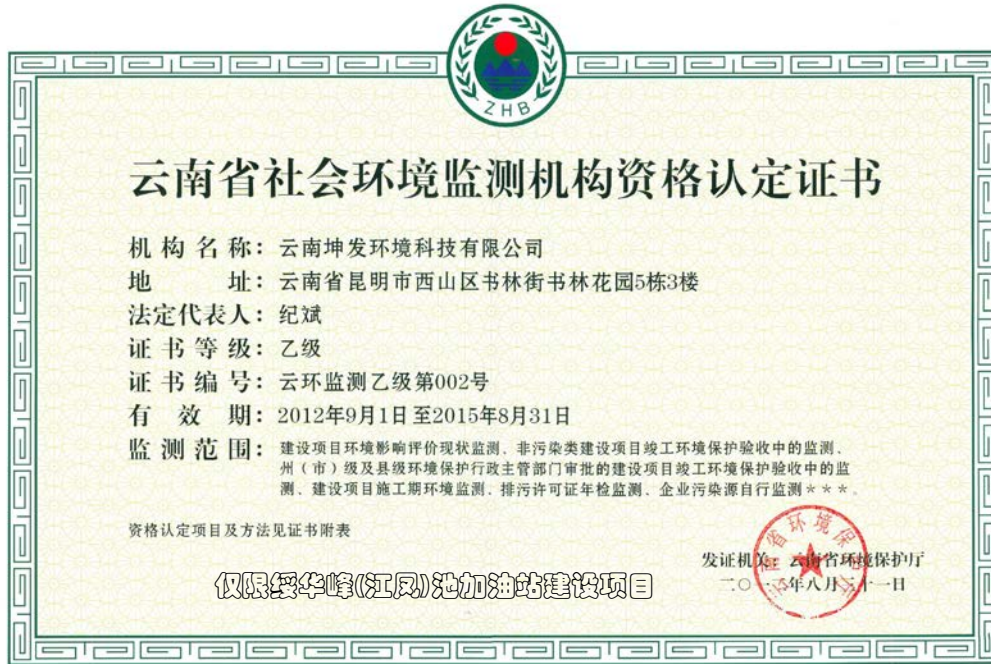 ZHB
云南省社会环境监测机构资格认定证书
机构名称：云南坤发环境科技有限公司
地址：云南省昆明市西山区书林街书林花园5栋3楼
法定代表人：纪斌
证书等级：乙级
证书编号：云环监测乙级第002号
有效期：2012年9月1日至2015年8月31日
监测范围：建设项目环境影响评价现状监测、非污染类建设项目竣工环境保护验收中的监测、
州（市）级及县级环境保护行政主管部门审批的建设项目竣工环境保护验收中的监
测、建设项目施工期环境监测、排污许可证年检监测、企业污染源自行监测＊＊＊。
资格认定项目及方法见证书附表
发证机关：云南省环境保护厅
二〇一 年八月 十一日
仅限绥华峰(江凤)池加油站建设项目